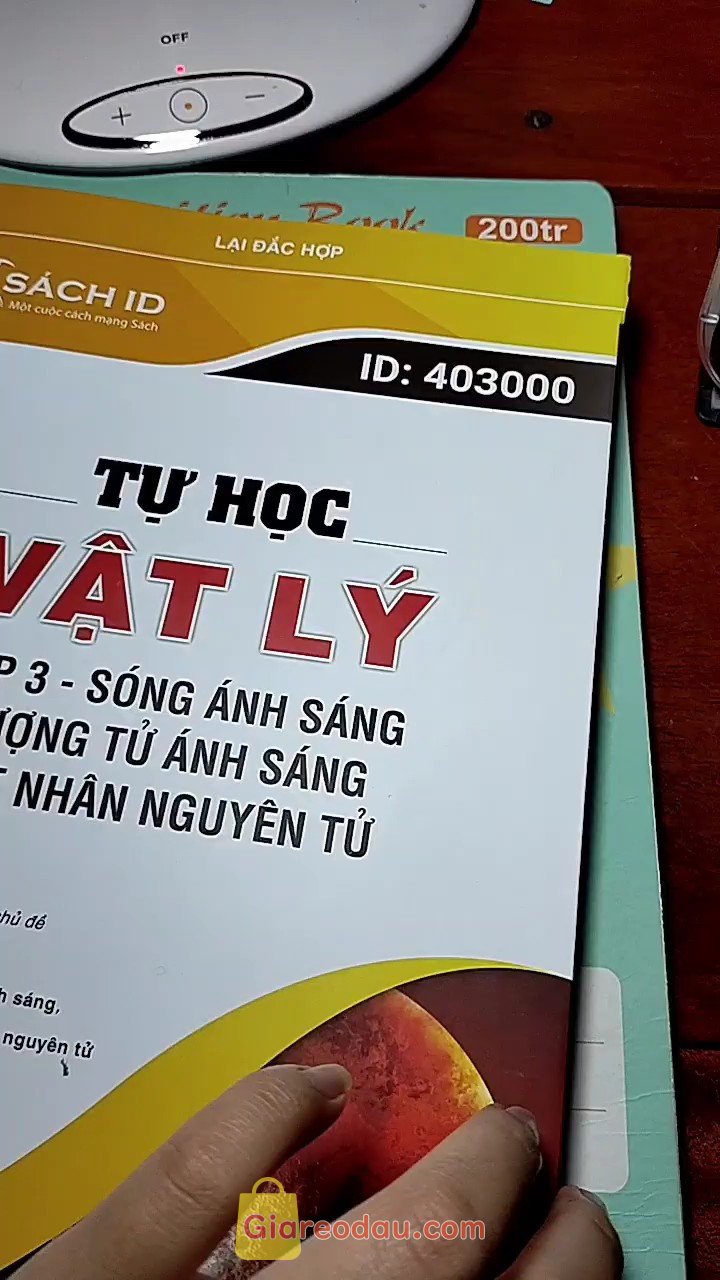 OFF
+ −
200tr
LẠI ĐẮC HỢP
SÁCH ID
Một cuộc cách mạng Sách
ID: 403000
TỰ HỌC
VẬT LÝ
P 3 - SÓNG ÁNH SÁNG
ỢNG TỬ ÁNH SÁNG
T NHÂN NGUYÊN TỬ
chủ đề
h sáng,
nguyên tử
Giareodau.com